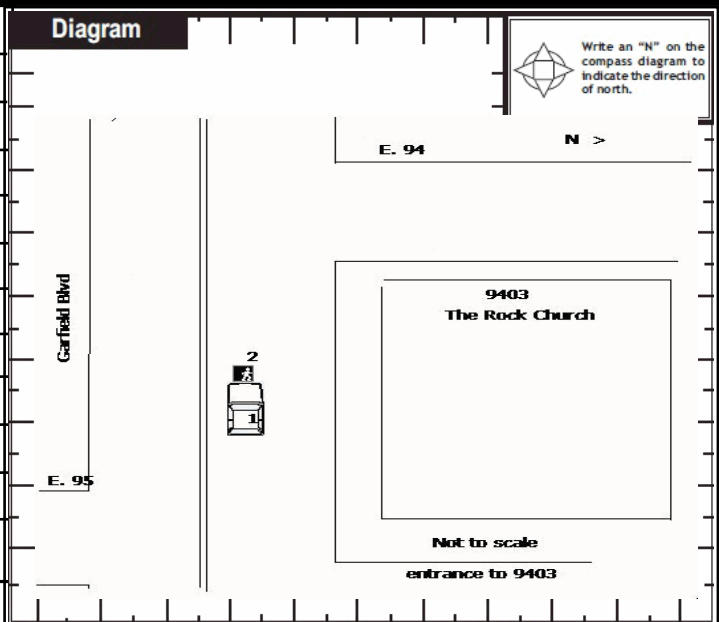 Diagram
Write an “N” on the
compass diagram to
indicate the direction
of north.
E. 94
N >
Garfield Blvd
9403
The Rock Church
2
1
E. 95
Not to scale
entrance to 9403